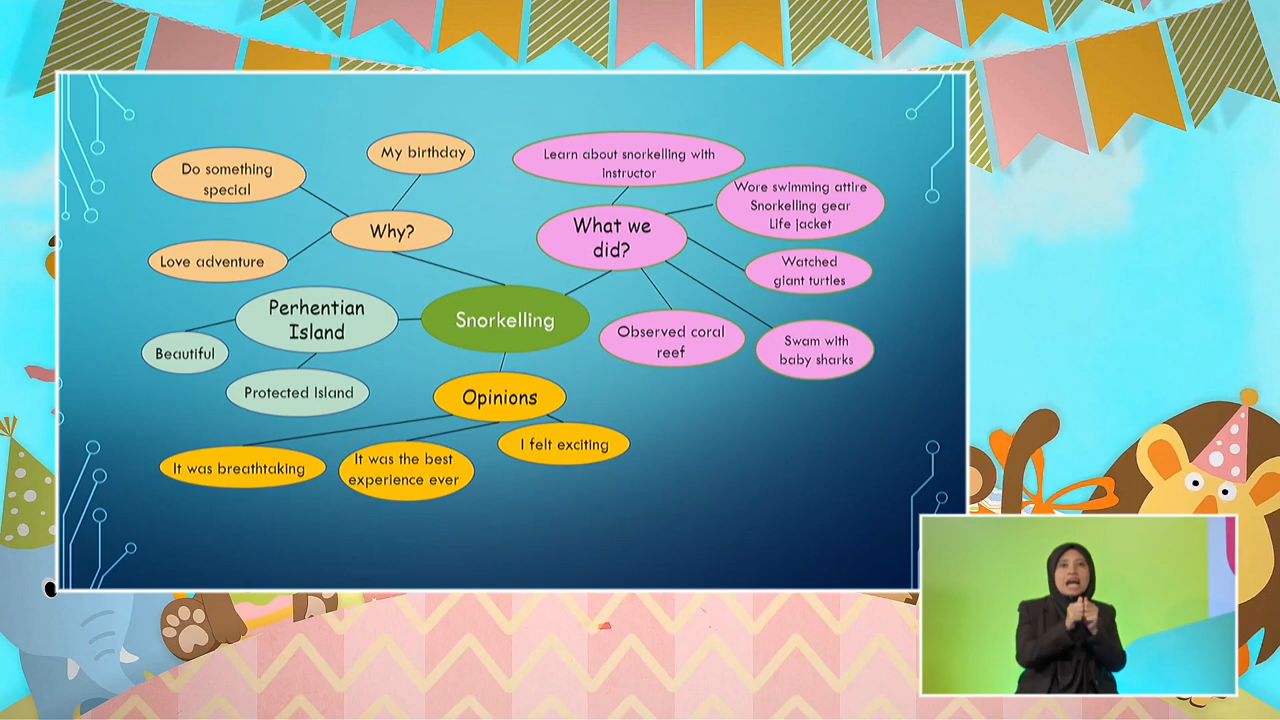 Do something
special
My birthday
Why?
Love adventure
Learn about snorkelling with
instructor
What we
did?
Wore swimming attire
Snorkelling gear
Life jacket
Watched
giant turtles
Swam with
baby sharks
Observed coral
reef
Snorkelling
Perhentian
Island
Beautiful
Protected Island
Opinions
It was breathtaking
It was the best
experience ever
I felt exciting